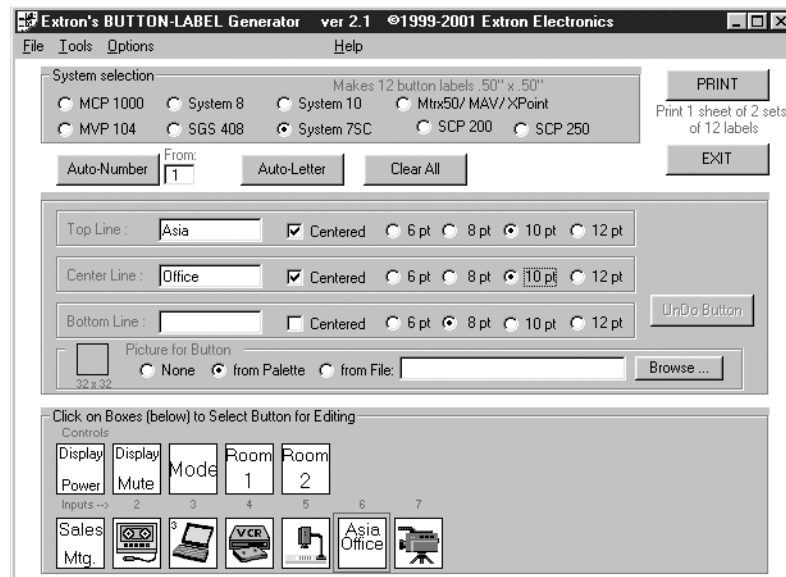 Extron's BUTTON-LABEL Generator ver 2.1 ©1999-2001 Extron Electronics
File Tools Options Help
System selection
Makes 12 button labels .50" x .50"
MCP 1000 System 8 System 10 Mtrx50/ MAV/ XPoint
MVP 104 SGS 408 System 7SC SCP 200 SCP 250
PRINT
Print 1 sheet of 2 sets
of 12 labels
EXIT
Auto-Number From: 1 Auto-Letter Clear All
Top Line : Asia Centered 6 pt 8 pt 10 pt 12 pt
Center Line : Office Centered 6 pt 8 pt 10 pt 12 pt
Bottom Line : Centered 6 pt 8 pt 10 pt 12 pt
UnDo Button
Picture for Button
32 x 32 None from Palette from File: Browse ...
Click on Boxes (below) to Select Button for Editing
Controls
Display Display Mode Room Room
Power Mute 1 2
Inputs --> 2 3 4 5 6 7
Sales 3 VCR Asia
Mtg. Office